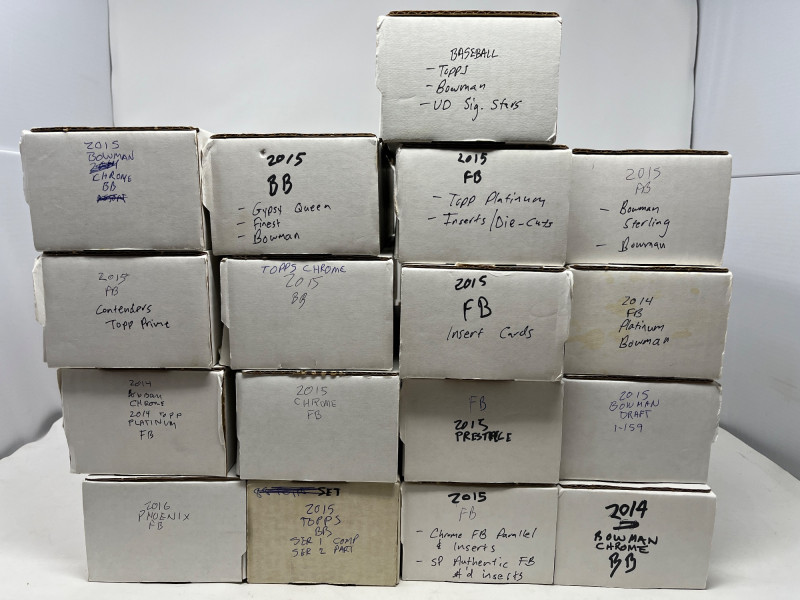 BASEBALL
- Topps
- Bowman
- UD Sig. Stars
2015
BOWMAN
CHROME
BB
2015
BB
- Gypsy Queen
- Finest
- Bowman
2015
FB
- Topp Platinum
- Inserts/Die-Cuts
2015
FB
- Bowman
Sterling
- Bowman
2015
FB
Contenders
Topp Prime
TOPPS CHROME
2015
BB
2015
FB
Insert Cards
2014
FB
Platinum
Bowman
2014
CHROME
2014 TOPP
PLATINUM
FB
2015
CHROME
FB
FB
2015
PRESTIGE
2015
BOWMAN
DRAFT
1-159
2016
PHOENIX
FB
SET
2015
TOPPS
BB
SER 1 COMP
SER 2 PART
2015
FB
- Chrome FB Parallel
& Inserts
- SP Authentic FB
#'d inserts
2014
BOWMAN
CHROME
BB